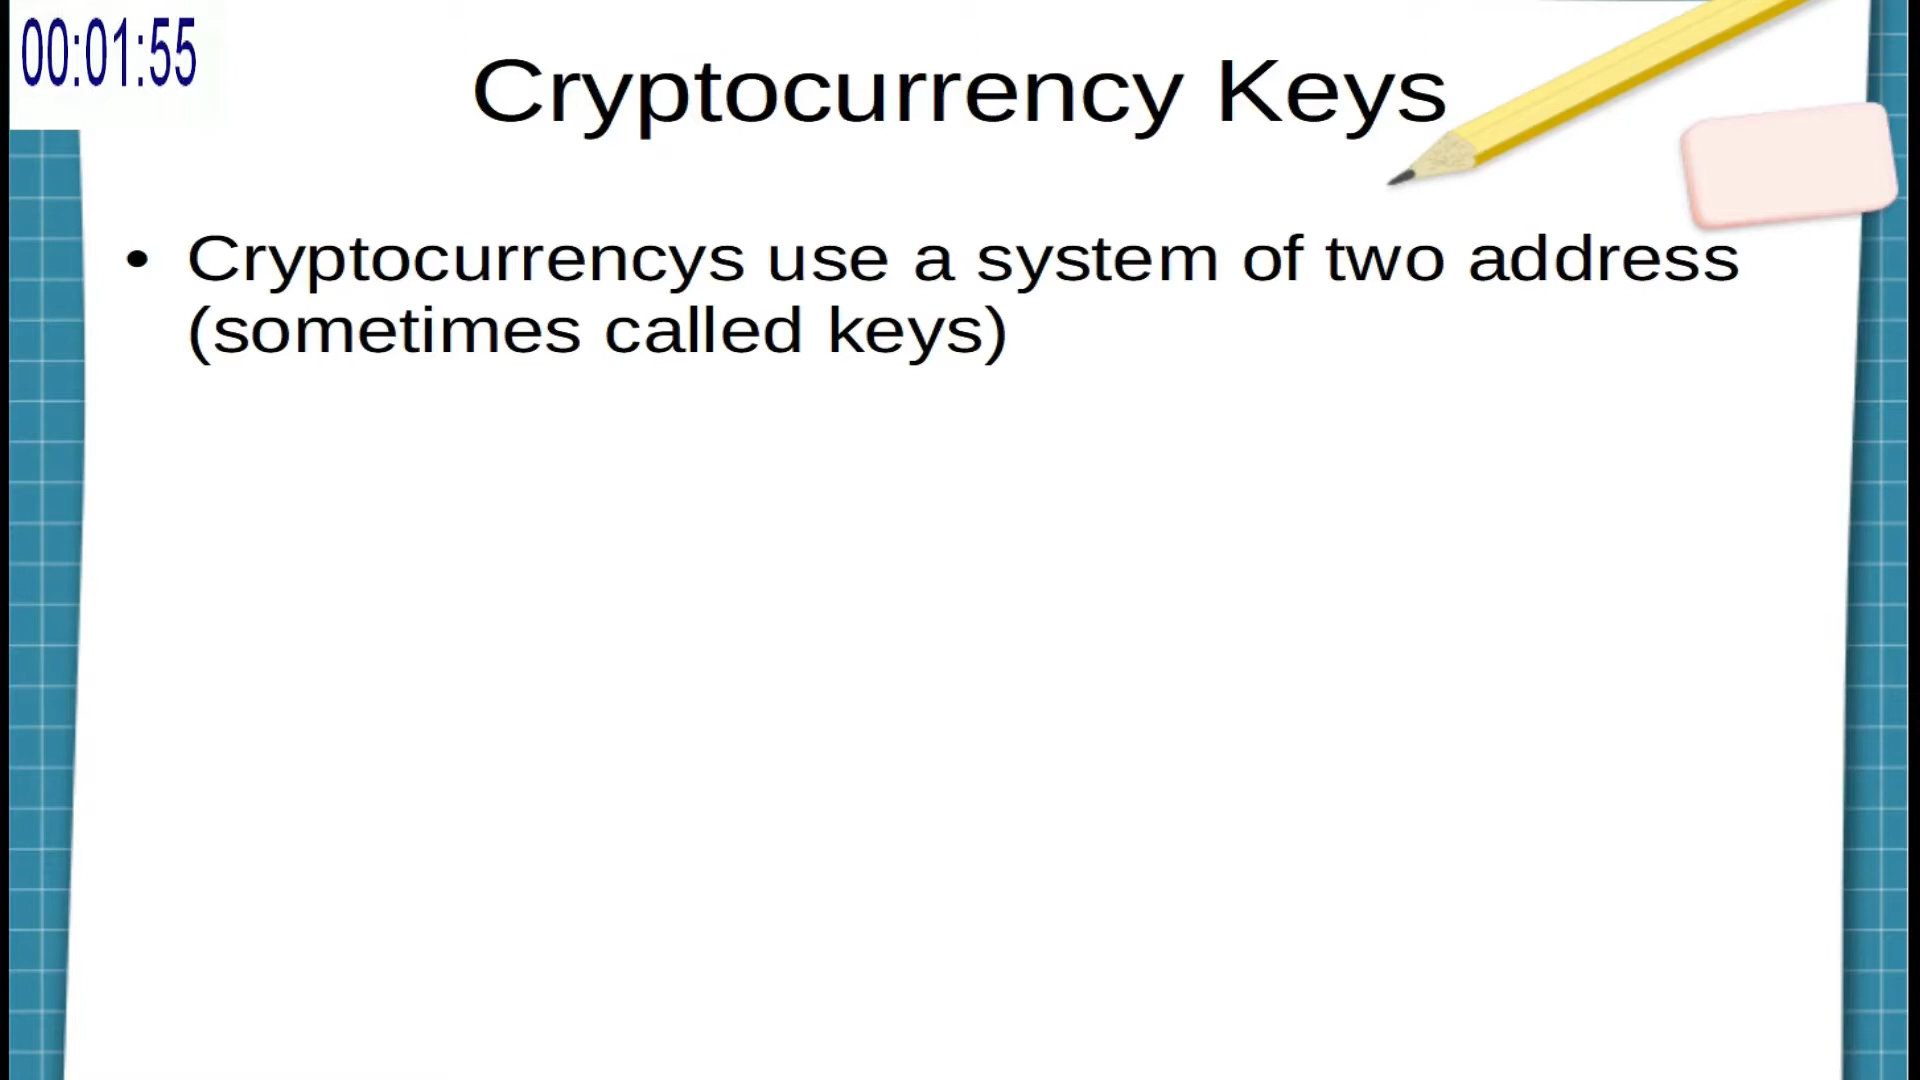 00:01:55
Cryptocurrency Keys
• Cryptocurrencys use a system of two address
(sometimes called keys)